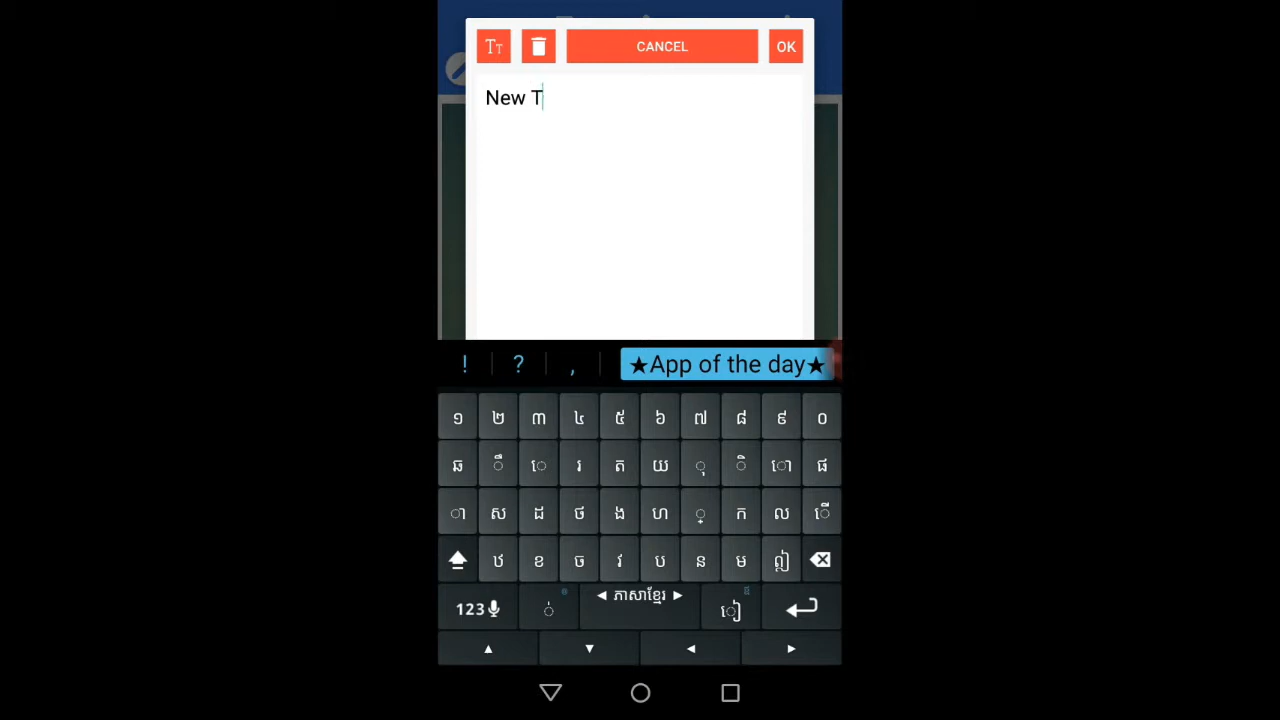 Tт CANCEL OK
New T
! ? , ★App of the day★
១ ២ ៣ ៤ ៥ ៦ ៧ ៨ ៩ ០
ឆ ឹ េ រ ត យ ុ ិ ោ ផ
ា ស ដ ថ ង ហ ្ ក ល ើ
ឋ ខ ច វ ប ន ម ឦ
123 ់ ◄ ភាសាខ្មែរ ► ៀ
▲ ▼ ◄ ►